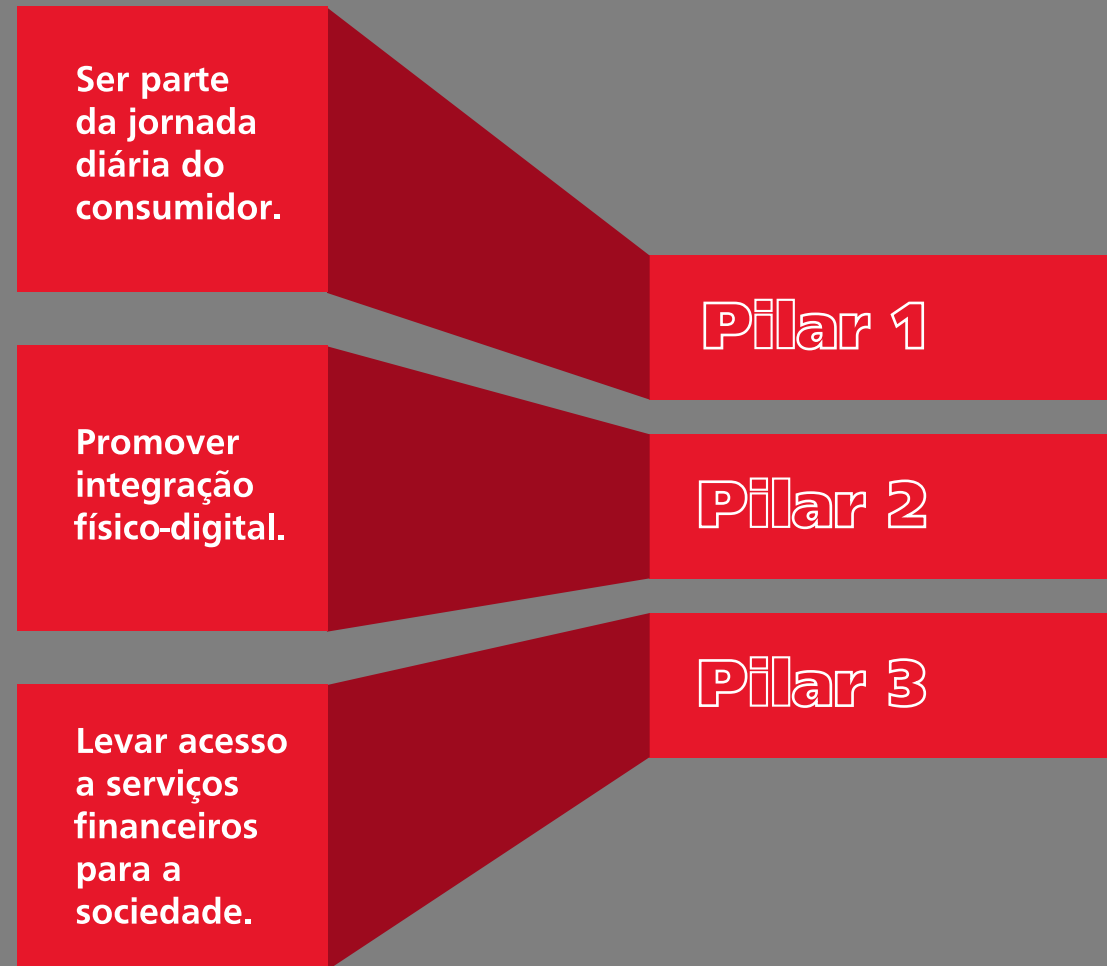 Ser parte
da jornada
diária do
consumidor.
Pilar 1
Promover
integração
físico-digital.
Pilar 2
Levar acesso
a serviços
financeiros
para a
sociedade.
Pilar 3